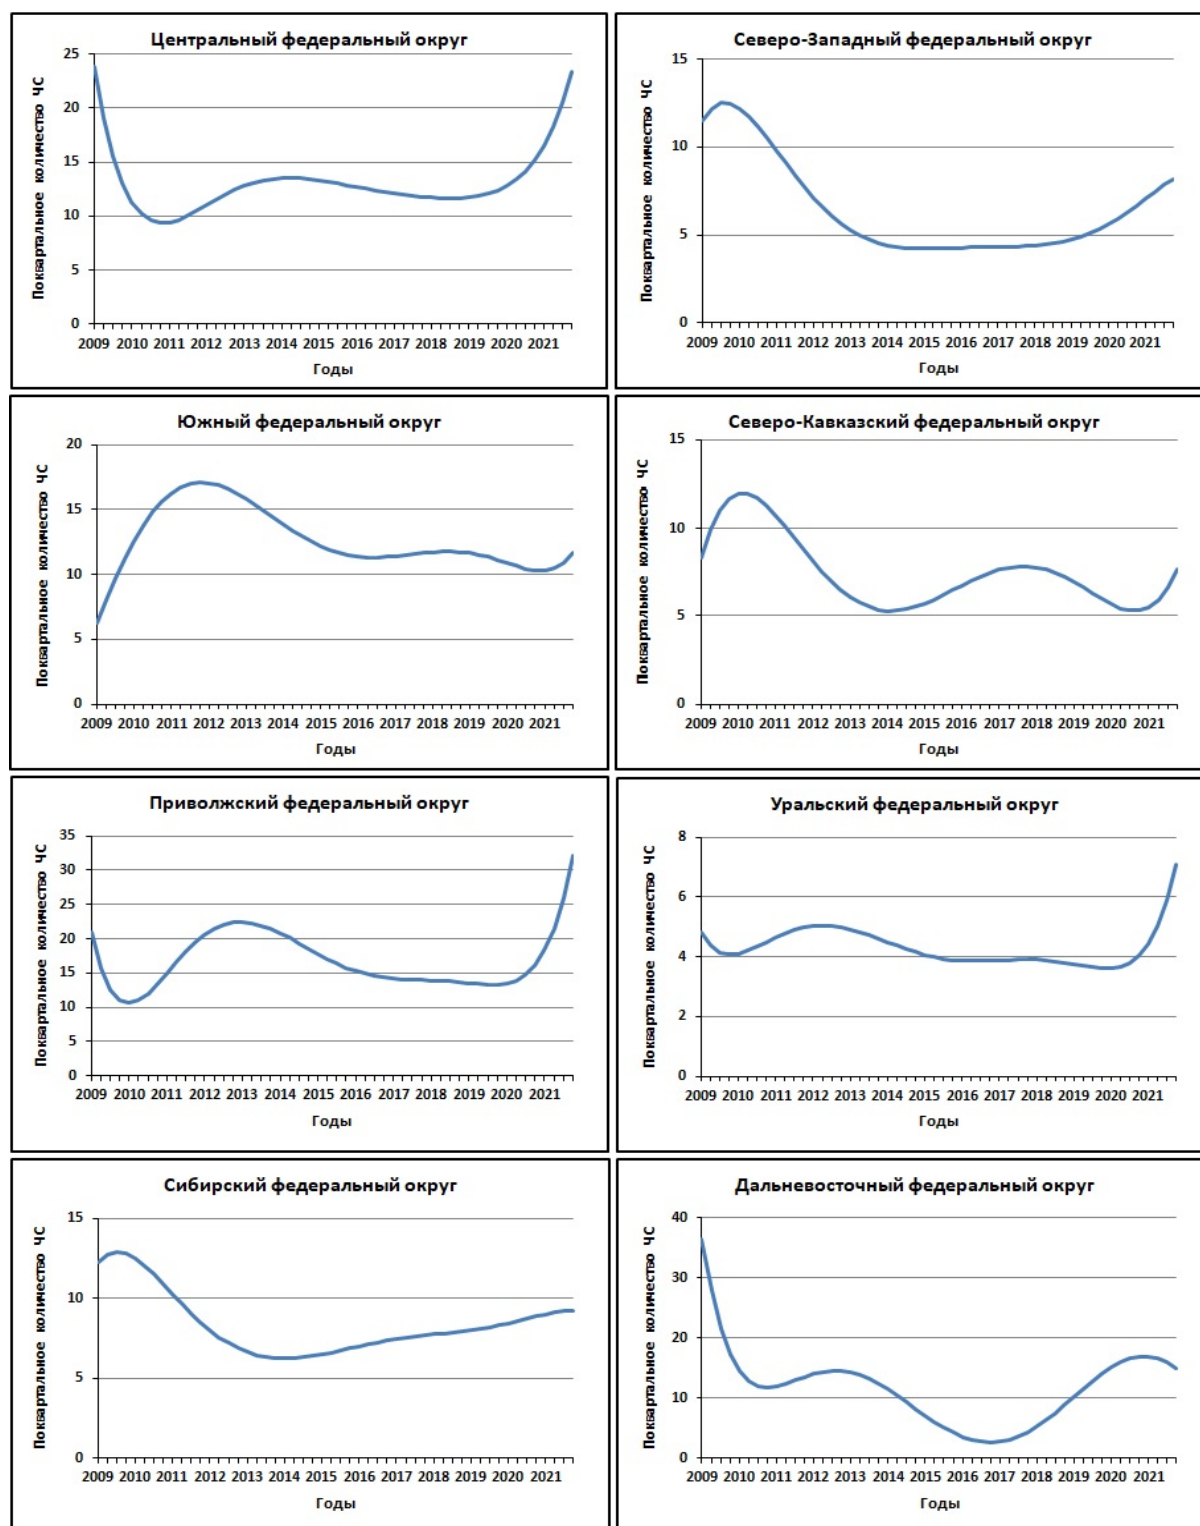 Центральный федеральный округ
Поквартальное количество ЧС
25
20
15
10
5
0
2009 2010 2011 2012 2013 2014 2015 2016 2017 2018 2019 2020 2021
Годы
Северо-Западный федеральный округ
Поквартальное количество ЧС
15
10
5
0
2009 2010 2011 2012 2013 2014 2015 2016 2017 2018 2019 2020 2021
Годы
Южный федеральный округ
Поквартальное количество ЧС
20
15
10
5
0
2009 2010 2011 2012 2013 2014 2015 2016 2017 2018 2019 2020 2021
Годы
Северо-Кавказский федеральный округ
Поквартальное количество ЧС
15
10
5
0
2009 2010 2011 2012 2013 2014 2015 2016 2017 2018 2019 2020 2021
Годы
Приволжский федеральный округ
Поквартальное количество ЧС
35
30
25
20
15
10
5
0
2009 2010 2011 2012 2013 2014 2015 2016 2017 2018 2019 2020 2021
Годы
Уральский федеральный округ
Поквартальное количество ЧС
8
6
4
2
0
2009 2010 2011 2012 2013 2014 2015 2016 2017 2018 2019 2020 2021
Годы
Сибирский федеральный округ
Поквартальное количество ЧС
15
10
5
0
2009 2010 2011 2012 2013 2014 2015 2016 2017 2018 2019 2020 2021
Годы
Дальневосточный федеральный округ
Поквартальное количество ЧС
40
30
20
10
0
2009 2010 2011 2012 2013 2014 2015 2016 2017 2018 2019 2020 2021
Годы